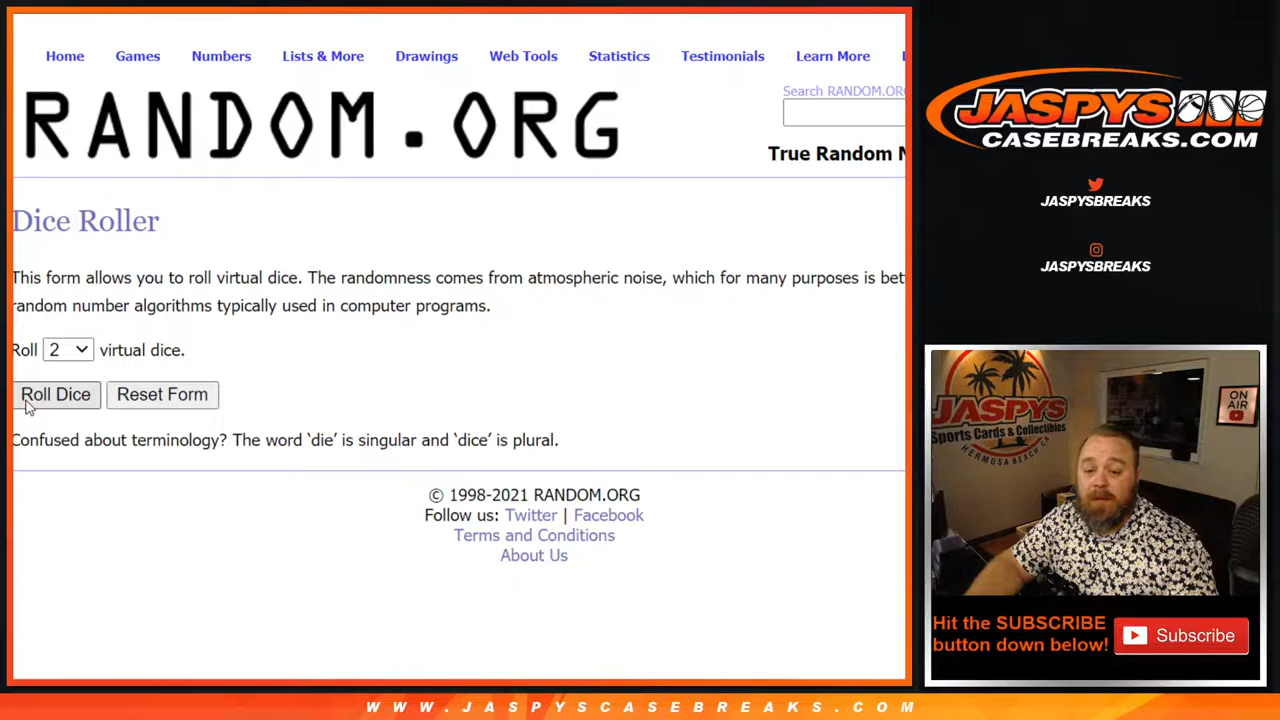 Home Games Numbers Lists & More Drawings Web Tools Statistics Testimonials Learn More
Search RANDOM.OR
RANDOM.ORG
True Random N
Dice Roller
This form allows you to roll virtual dice. The randomness comes from atmospheric noise, which for many purposes is bet
random number algorithms typically used in computer programs.
Roll 2 virtual dice.
Roll Dice Reset Form
Confused about terminology? The word ‘die’ is singular and ‘dice’ is plural.
© 1998-2021 RANDOM.ORG
Follow us: Twitter | Facebook
Terms and Conditions
About Us
JASPYS
CASEBREAKS.COM
JASPYSBREAKS
JASPYSBREAKS
JASPYS
Sports Cards & Collectibles
HERMOSA BEACH CA
ON
AIR
Hit the SUBSCRIBE
button down below!
Subscribe
WWW.JASPYSCASEBREAKS.COM